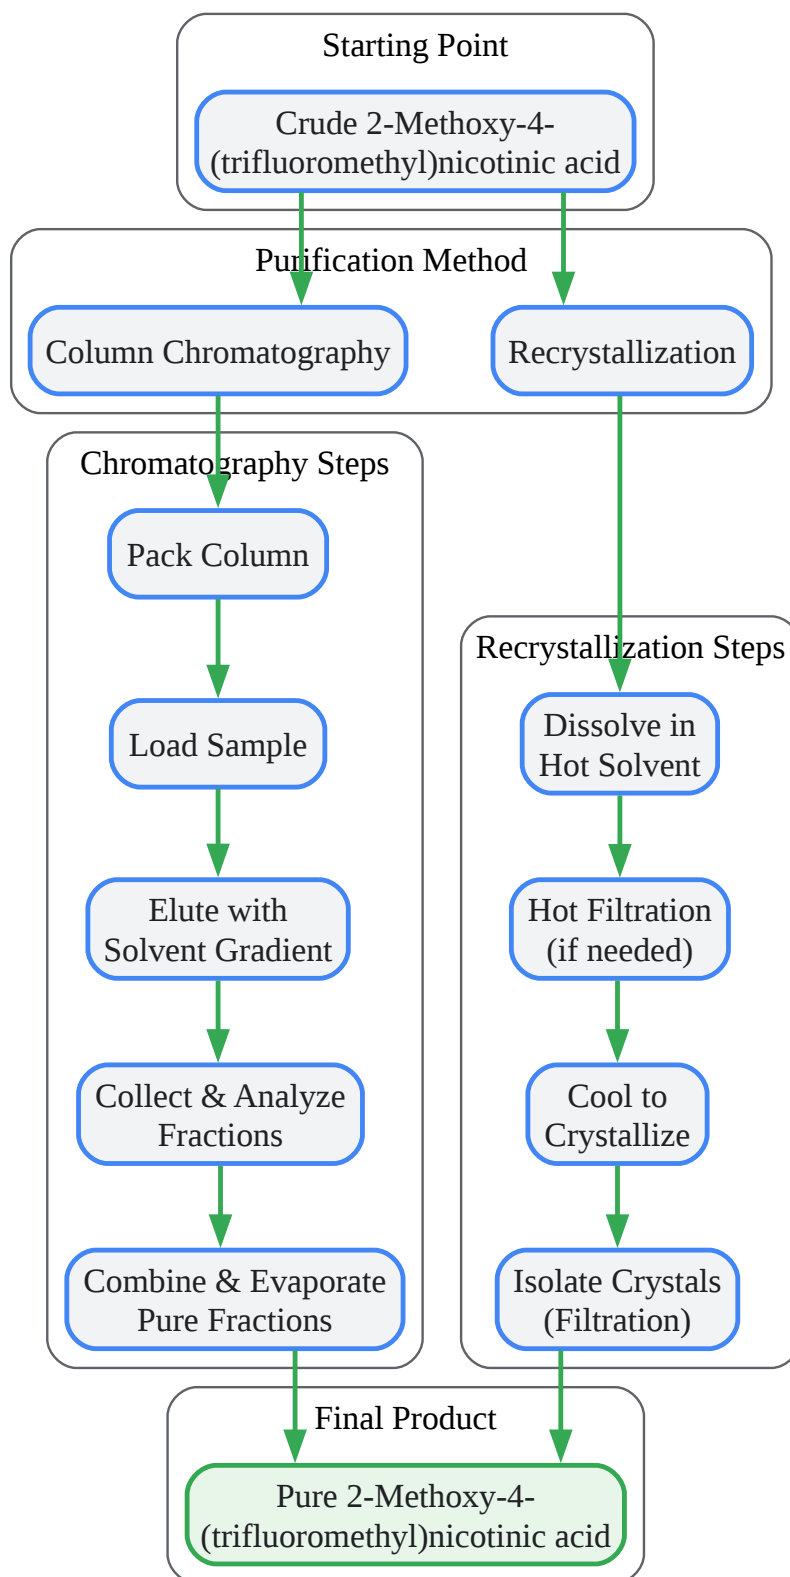 Starting Point
Crude 2-Methoxy-4-
(trifluoromethyl)nicotinic acid
Purification Method
Column Chromatography
Recrystallization
Chromatography Steps
Pack Column
Load Sample
Elute with
Solvent Gradient
Collect & Analyze
Fractions
Combine & Evaporate
Pure Fractions
Recrystallization Steps
Dissolve in
Hot Solvent
Hot Filtration
(if needed)
Cool to
Crystallize
Isolate Crystals
(Filtration)
Final Product
Pure 2-Methoxy-4-
(trifluoromethyl)nicotinic acid